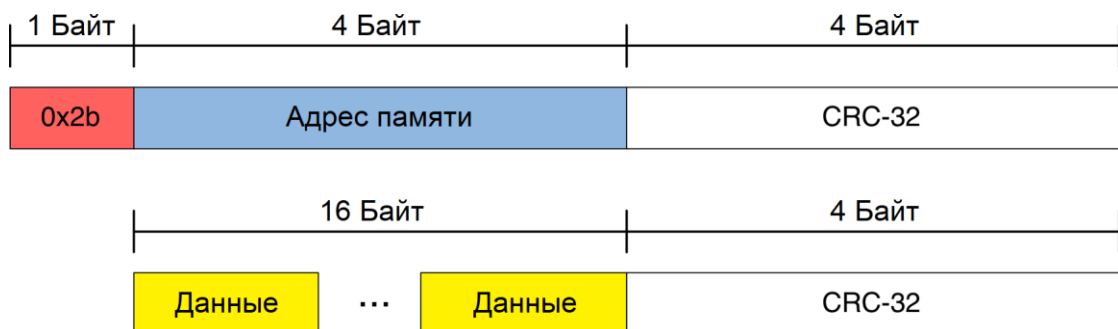 1 Байт 4 Байт 4 Байт
0x2b Адрес памяти CRC-32
16 Байт 4 Байт
Данные ... Данные CRC-32